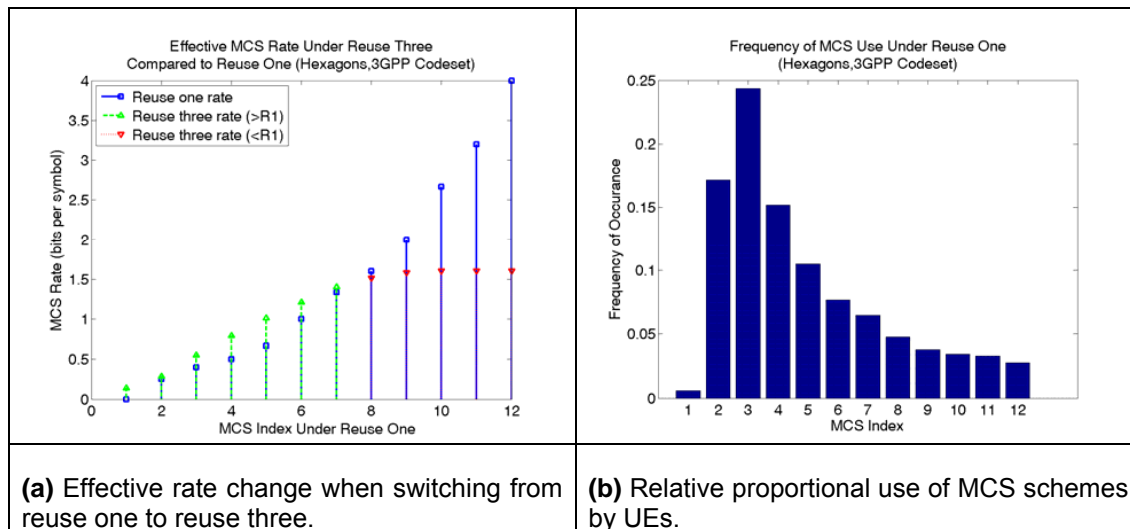 Effective MCS Rate Under Reuse Three
Compared to Reuse One (Hexagons,3GPP Codeset)
4
3.5
3
2.5
2
1.5
1
0.5
0
MCS Rate (bits per symbol)
Reuse one rate
Reuse three rate (>R1)
Reuse three rate (<R1)
0 2 4 6 8 10 12
MCS Index Under Reuse One
Frequency of MCS Use Under Reuse One
(Hexagons,3GPP Codeset)
0.25
0.2
0.15
0.1
0.05
0
Frequency of Occurance
1 2 3 4 5 6 7 8 9 10 11 12
MCS Index
(a) Effective rate change when switching from
reuse one to reuse three.
(b) Relative proportional use of MCS schemes
by UEs.